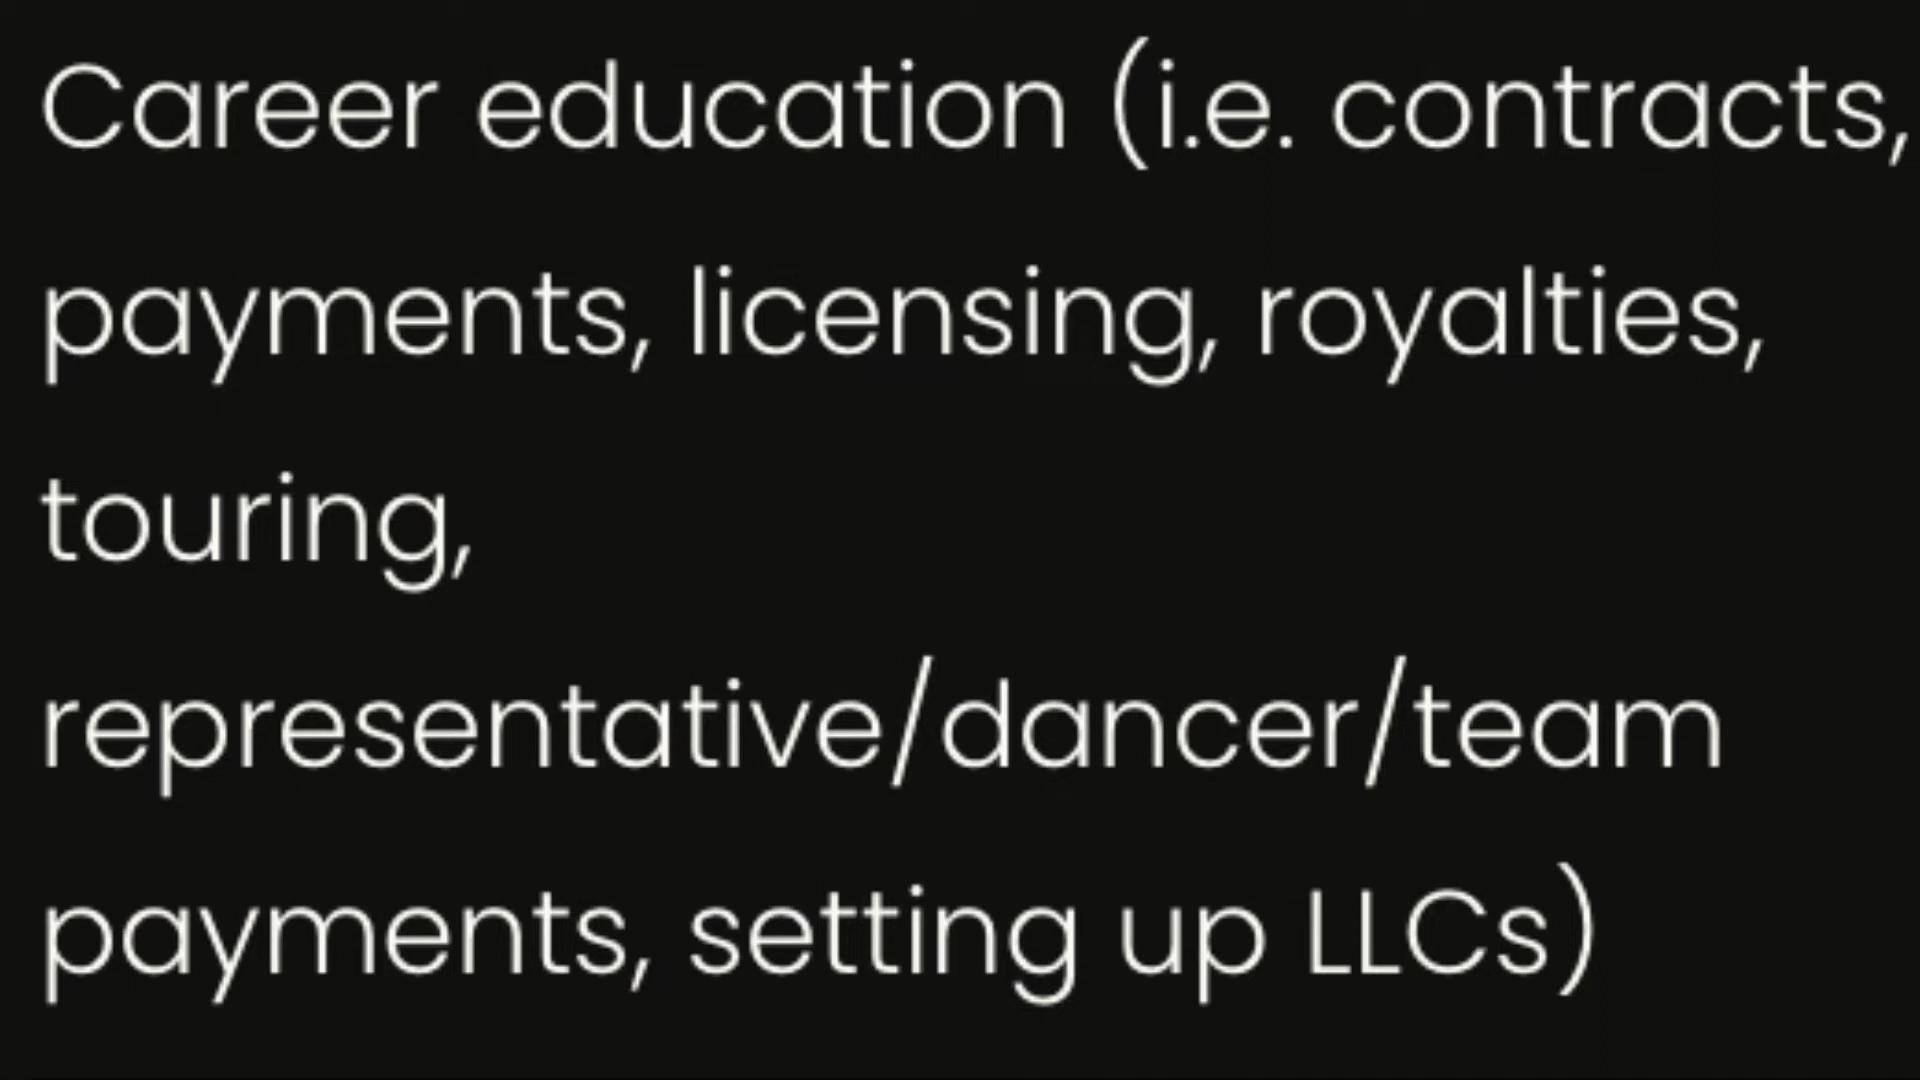 Career education (i.e. contracts,
payments, licensing, royalties,
touring,
representative/dancer/team
payments, setting up LLCs)